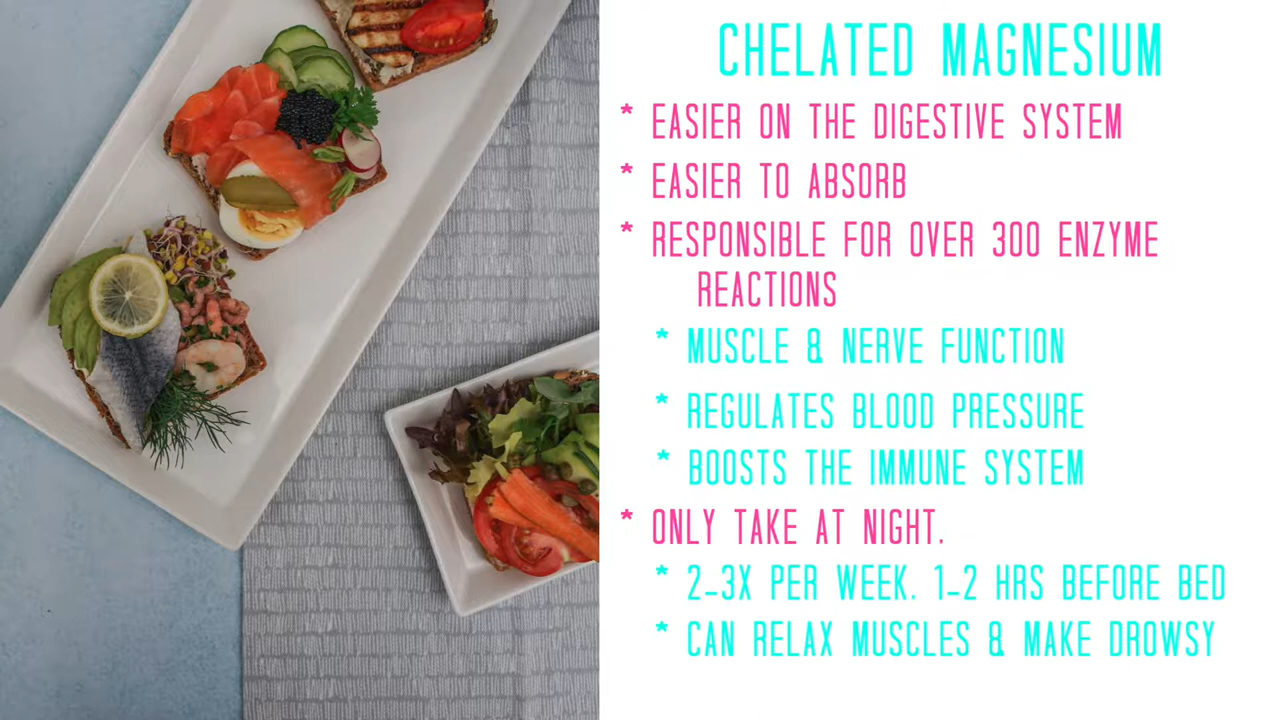 CHELATED MAGNESIUM
* EASIER ON THE DIGESTIVE SYSTEM
* EASIER TO ABSORB
* RESPONSIBLE FOR OVER 300 ENZYME
REACTIONS
* MUSCLE & NERVE FUNCTION
* REGULATES BLOOD PRESSURE
* BOOSTS THE IMMUNE SYSTEM
* ONLY TAKE AT NIGHT.
* 2-3X PER WEEK. 1-2 HRS BEFORE BED
* CAN RELAX MUSCLES & MAKE DROWSY